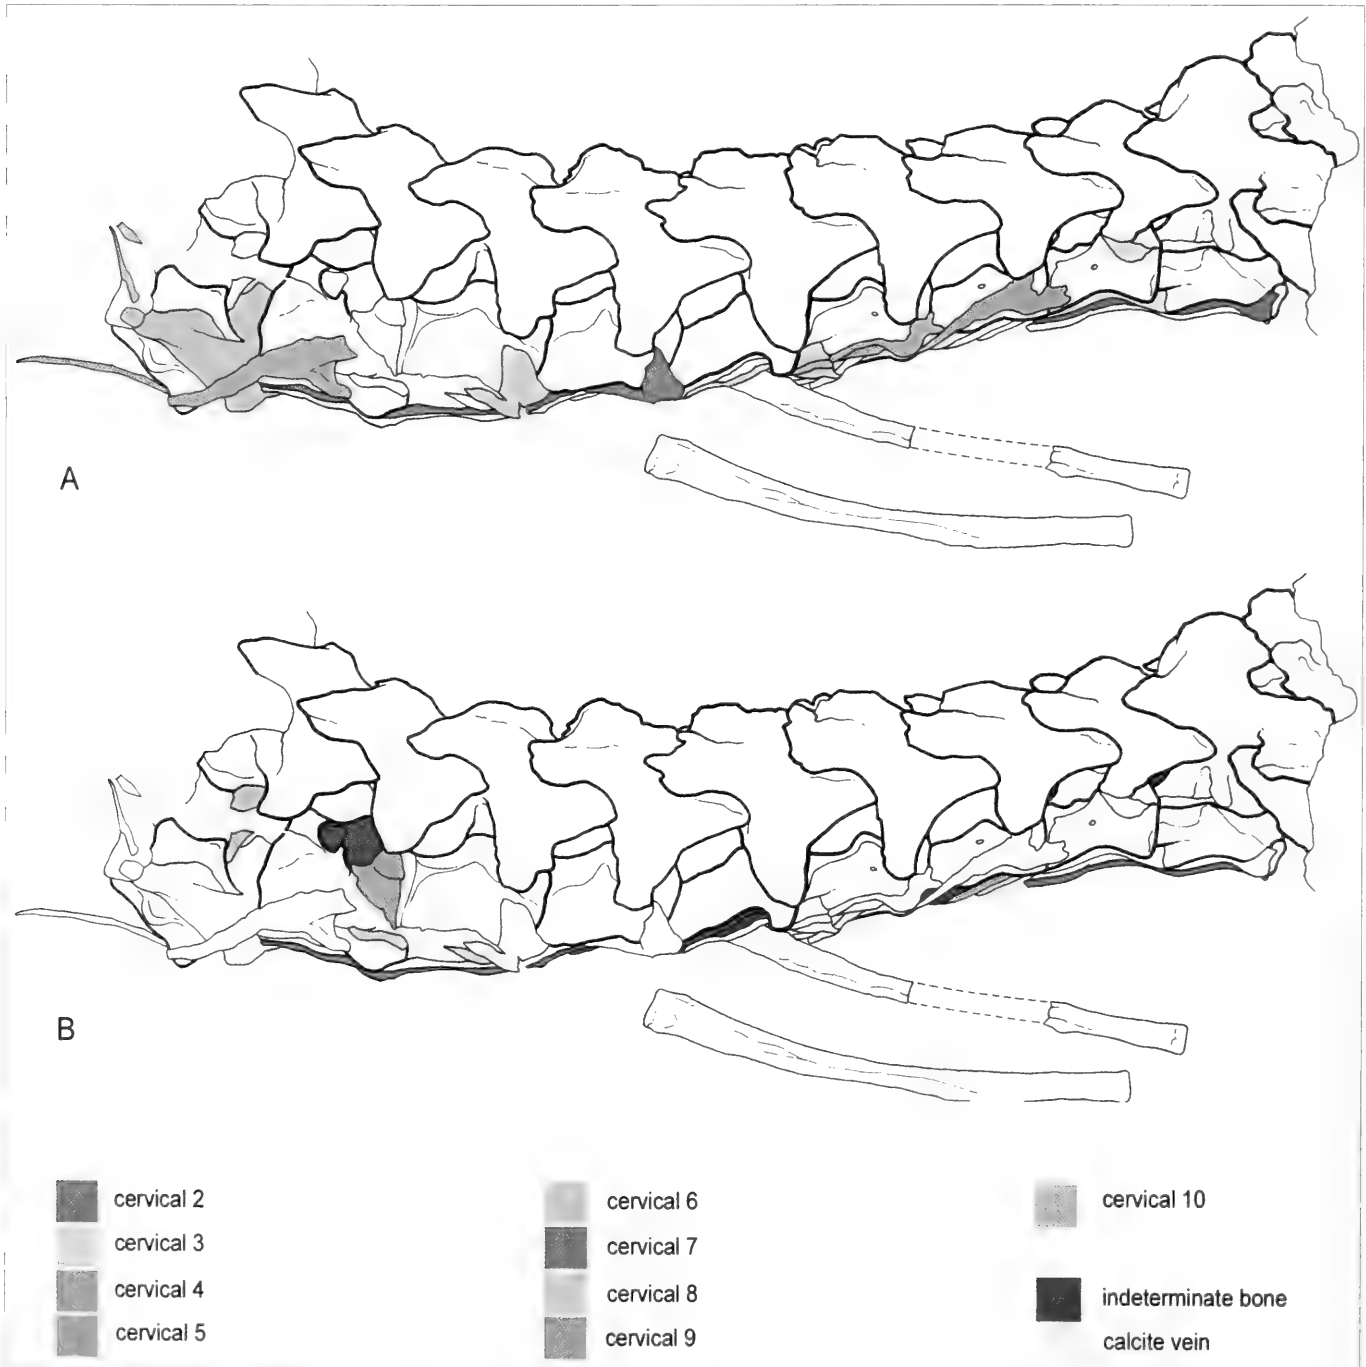 A
B
cervical 2
cervical 3
cervical 4
cervical 5
cervical 6
cervical 7
cervical 8
cervical 9
cervical 10
indeterminate bone
calcite vein